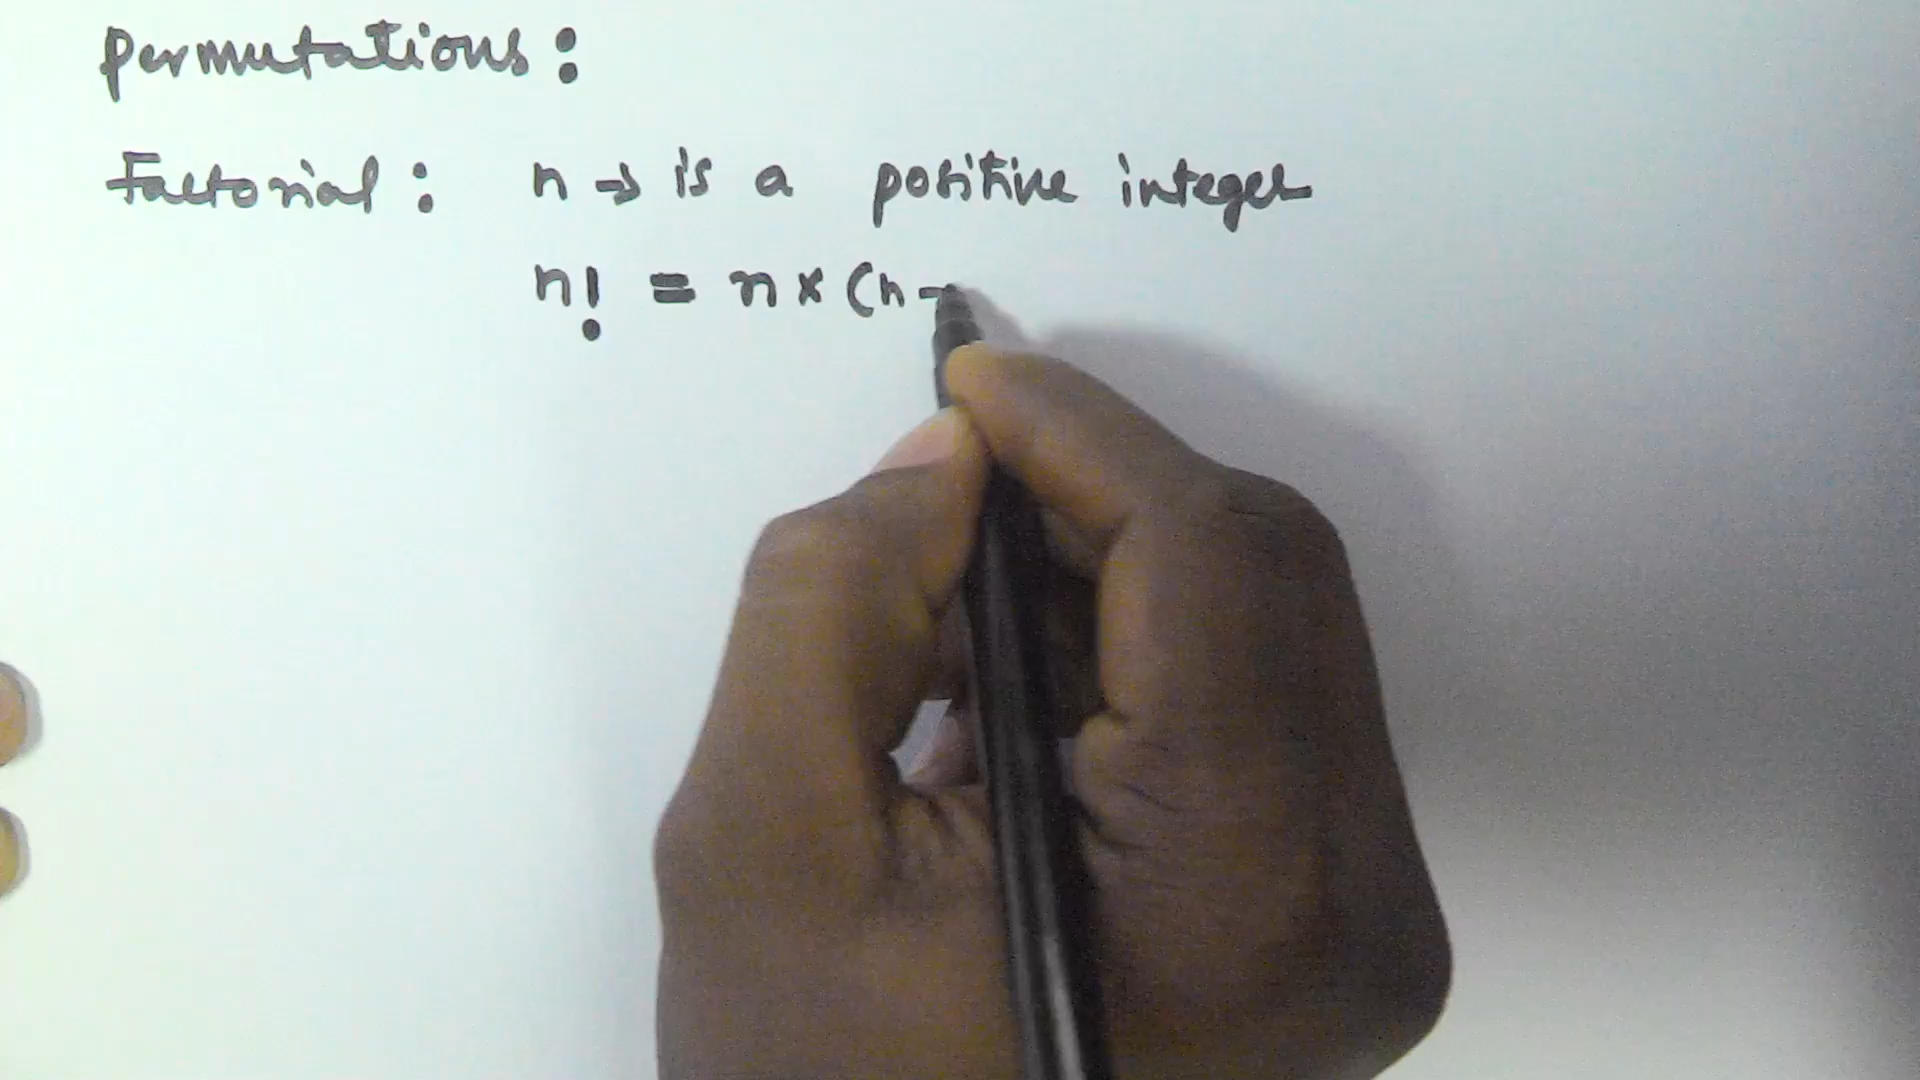 Permutations:
Factorial: n → is a positive integer
n! = n × (n -